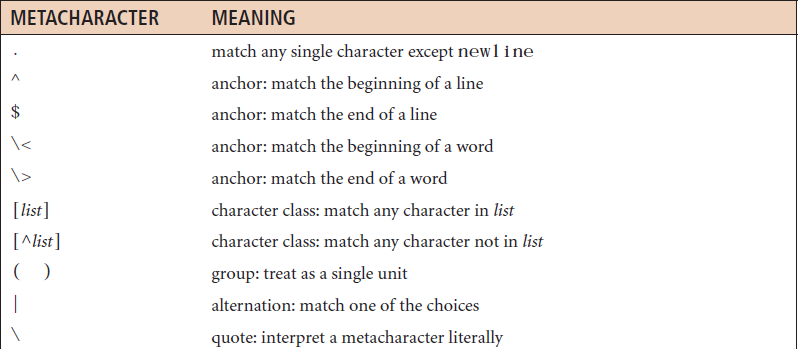 METACHARACTER MEANING
. match any single character except newline
^ anchor: match the beginning of a line
$ anchor: match the end of a line
\< anchor: match the beginning of a word
\> anchor: match the end of a word
[list] character class: match any character in list
[^list] character class: match any character not in list
( ) group: treat as a single unit
| alternation: match one of the choices
\ quote: interpret a metacharacter literally